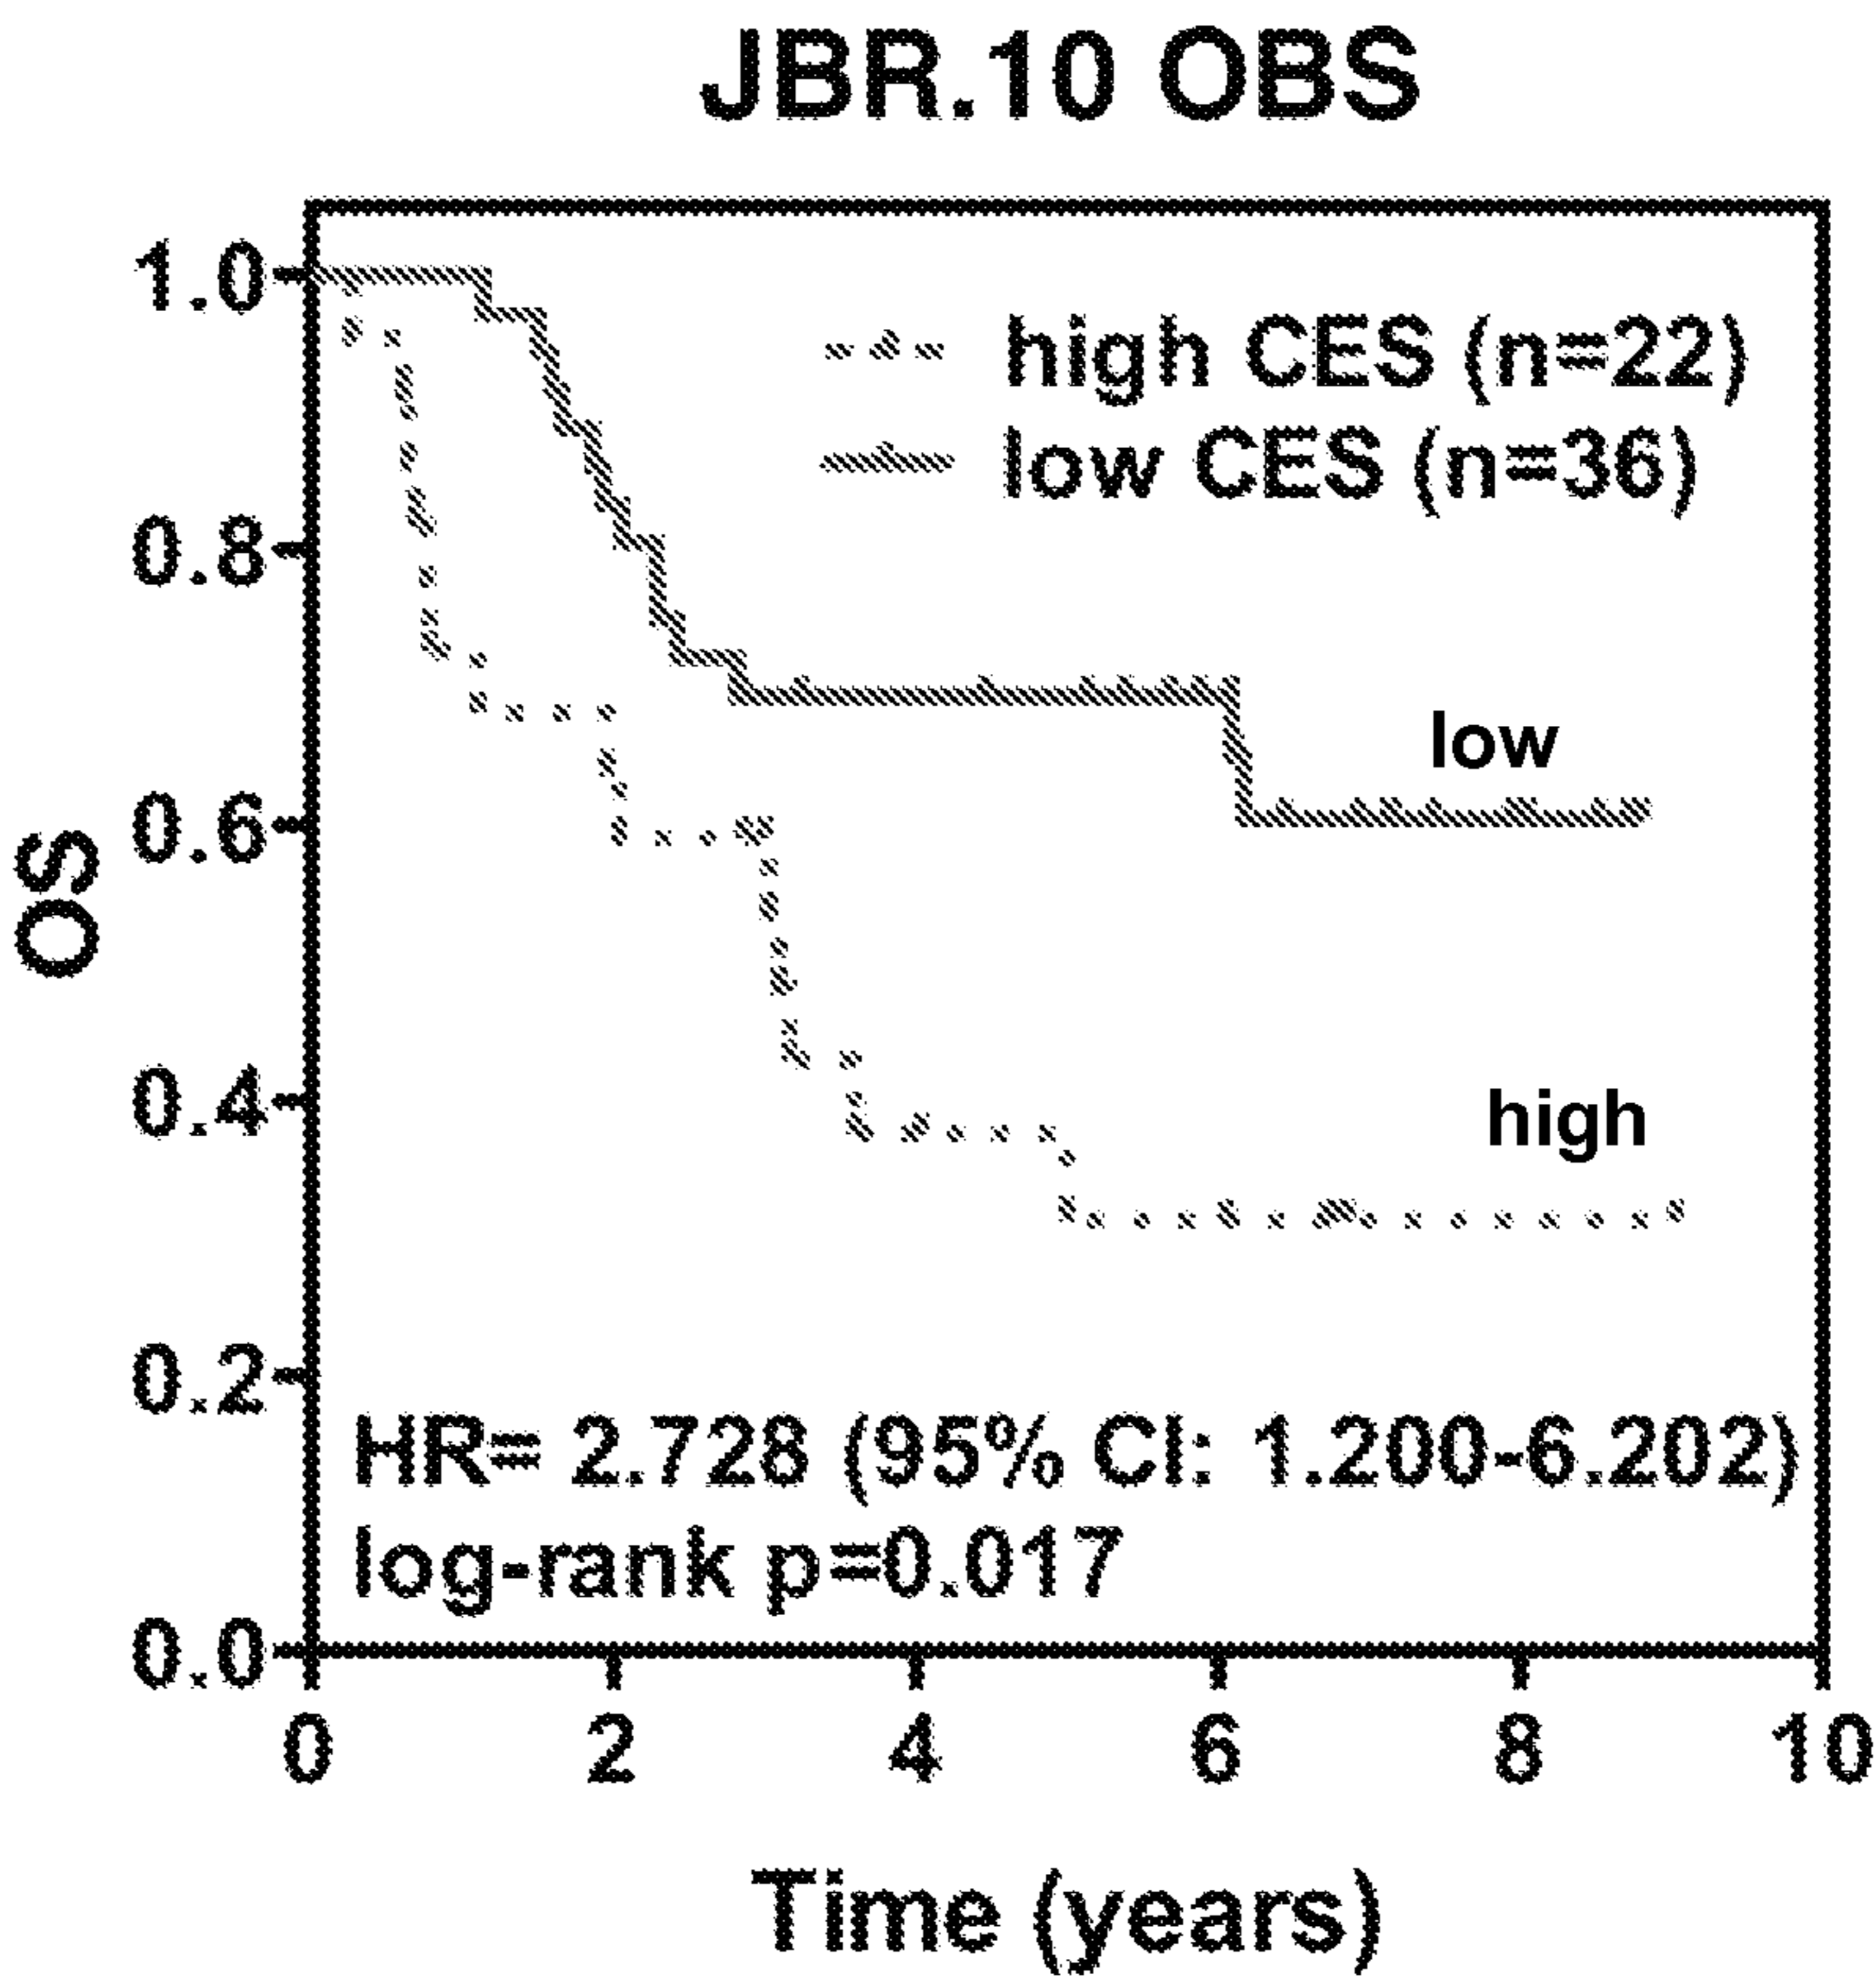 JBR.10 OBS
1.0
high CES (n=22)
low CES (n=36)
0.8
low
0.6
OS
0.4
high
0.2
HR= 2.728 (95% CI: 1.200-6.202)
log-rank p=0.017
0.0
0 2 4 6 8 10
Time (years)